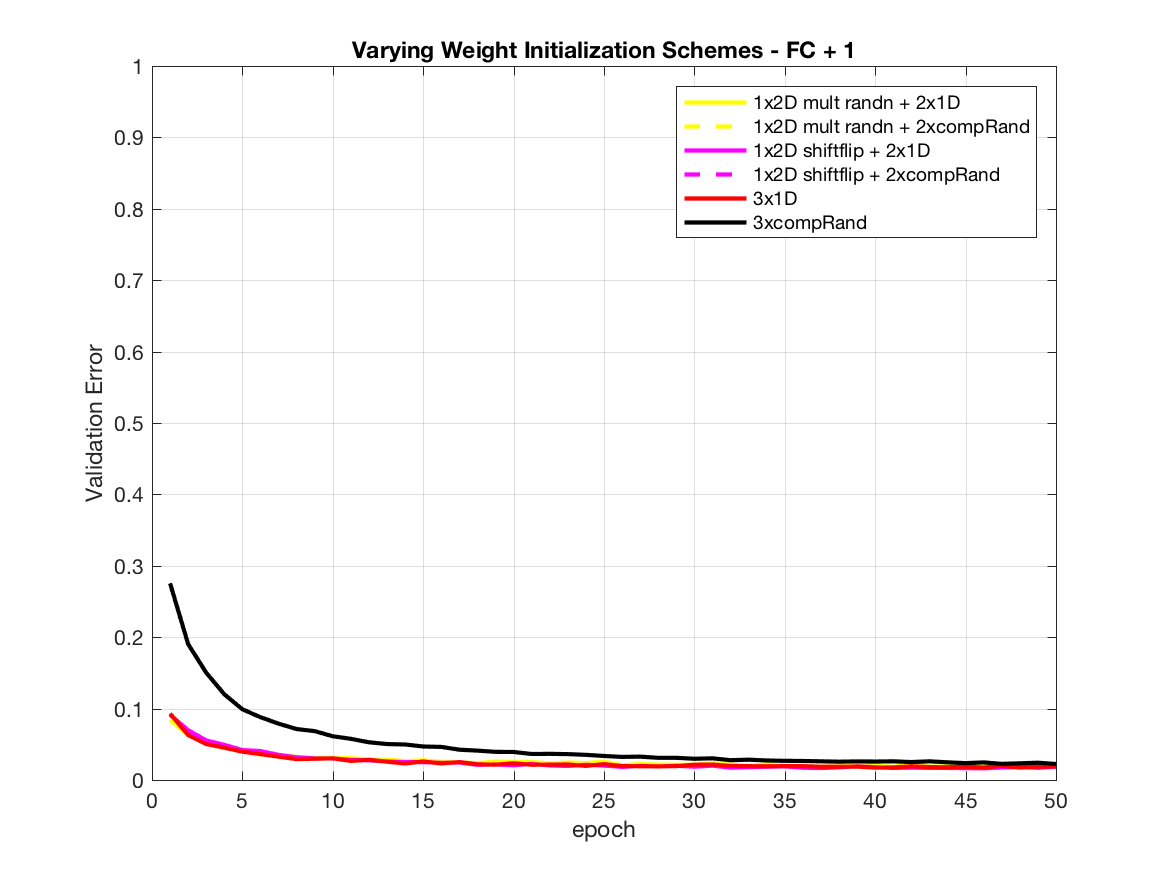 Varying Weight Initialization Schemes - FC + 1
1
0.9
0.8
0.7
0.6
0.5
0.4
0.3
0.2
0.1
0
Validation Error
1x2D mult randn + 2x1D
1x2D mult randn + 2xcompRand
1x2D shiftflip + 2x1D
1x2D shiftflip + 2xcompRand
3x1D
3xcompRand
0 5 10 15 20 25 30 35 40 45 50
epoch